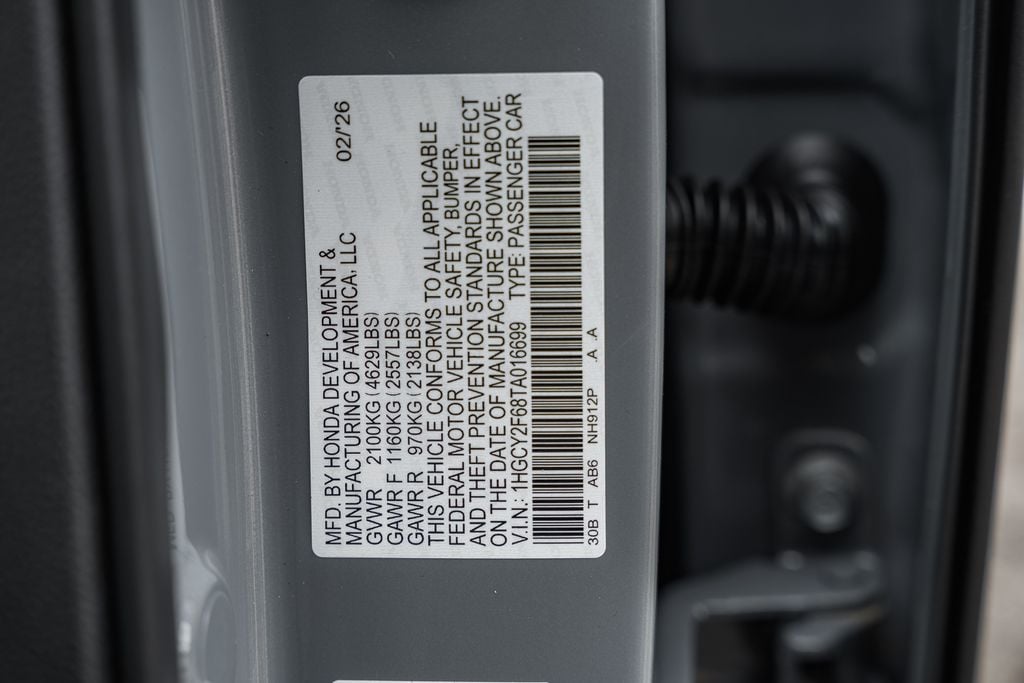 MFD. BY HONDA DEVELOPMENT & 02/'26
MANUFACTURING OF AMERICA, LLC
GVWR 2100KG (4629LBS)
GAWR F 1160KG (2557LBS)
GAWR R 970KG (2138LBS)
THIS VEHICLE CONFORMS TO ALL APPLICABLE
FEDERAL MOTOR VEHICLE SAFETY, BUMPER,
AND THEFT PREVENTION STANDARDS IN EFFECT
ON THE DATE OF MANUFACTURE SHOWN ABOVE.
V.I.N.: 1HGCY2F68TA016699 TYPE: PASSENGER CAR
30B T AB6 NH912P A A